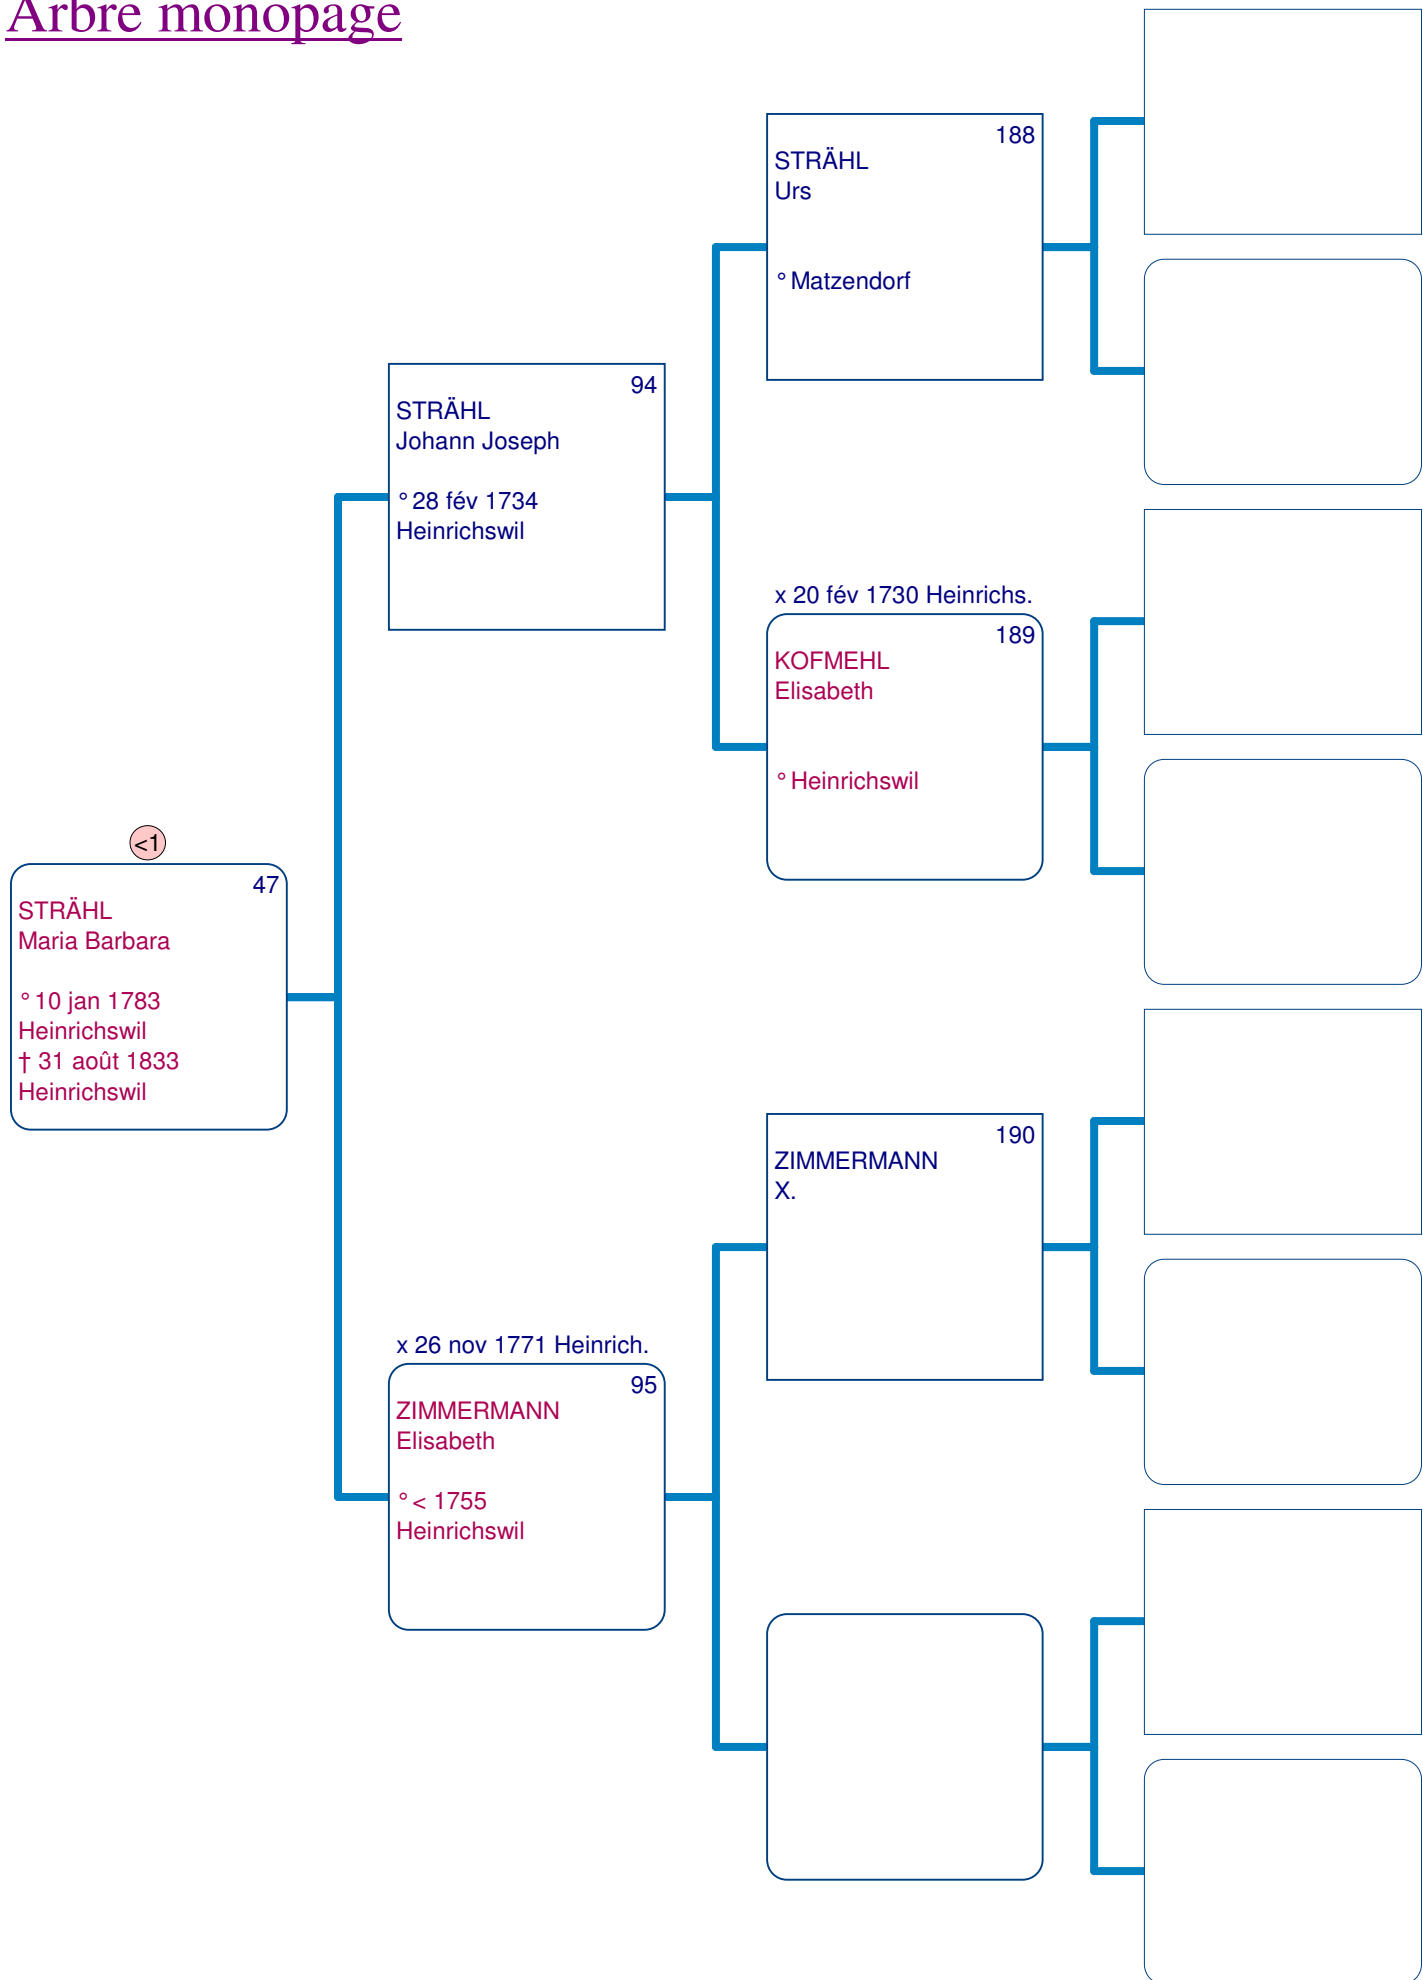 Arbre monopage
188
STRÄHL
Urs
° Matzendorf
94
STRÄHL
Johann Joseph
° 28 fév 1734
Heinrichswil
x 20 fév 1730 Heinrichs.
189
KOFMEHL
Elisabeth
° Heinrichswil
<1
47
STRÄHL
Maria Barbara
° 10 jan 1783
Heinrichswil
† 31 août 1833
Heinrichswil
190
ZIMMERMANN
X.
x 26 nov 1771 Heinrich.
95
ZIMMERMANN
Elisabeth
° < 1755
Heinrichswil